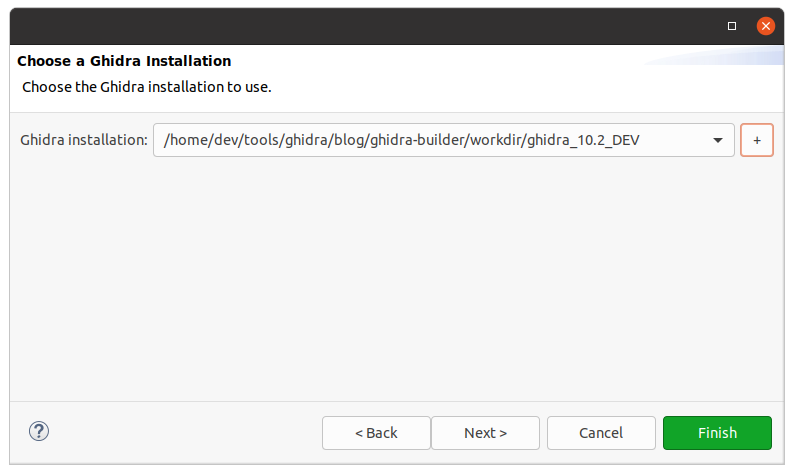 Choose a Ghidra Installation
Choose the Ghidra installation to use.
Ghidra installation: /home/dev/tools/ghidra/blog/ghidra-builder/workdir/ghidra_10.2_DEV +
? < Back Next > Cancel Finish